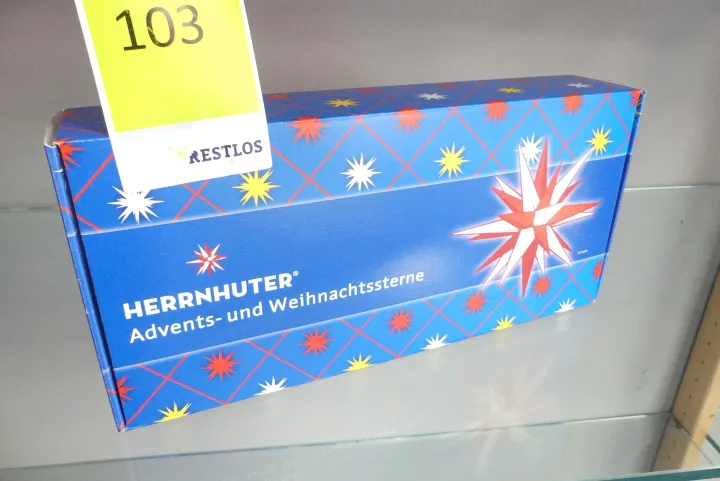 103
RESTLOS
HERRNHUTER®
Advents- und Weihnachtssterne